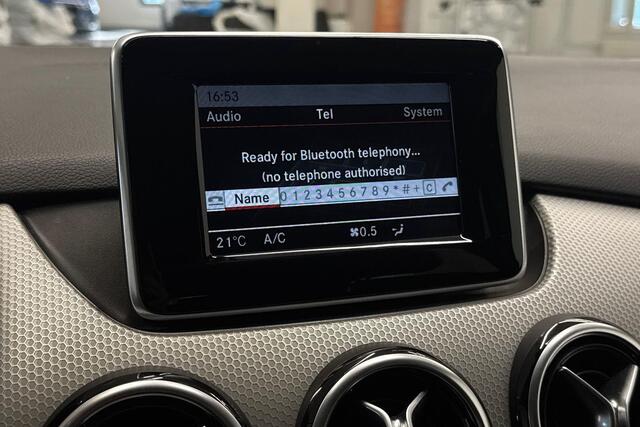 16:53
Audio Tel System
Ready for Bluetooth telephony...
(no telephone authorised)
Name 0 1 2 3 4 5 6 7 8 9 * # + C
21°C A/C 0.5